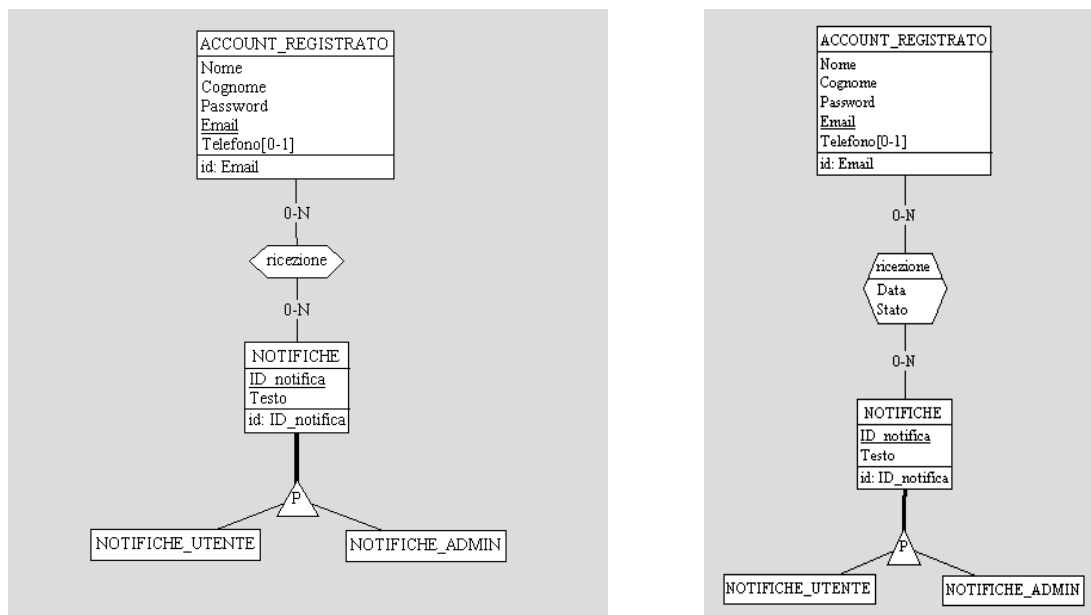 ACCOUNT_REGISTRATO
Nome
Cognome
Password
Email
Telefono[0-1]
id: Email
0-N
ricezione
0-N
NOTIFICHE
ID_notifica
Testo
id: ID_notifica
P
NOTIFICHE_UTENTE
NOTIFICHE_ADMIN
ACCOUNT_REGISTRATO
Nome
Cognome
Password
Email
Telefono[0-1]
id: Email
0-N
ricezione
Data
Stato
0-N
NOTIFICHE
ID_notifica
Testo
id: ID_notifica
P
NOTIFICHE_UTENTE
NOTIFICHE_ADMIN